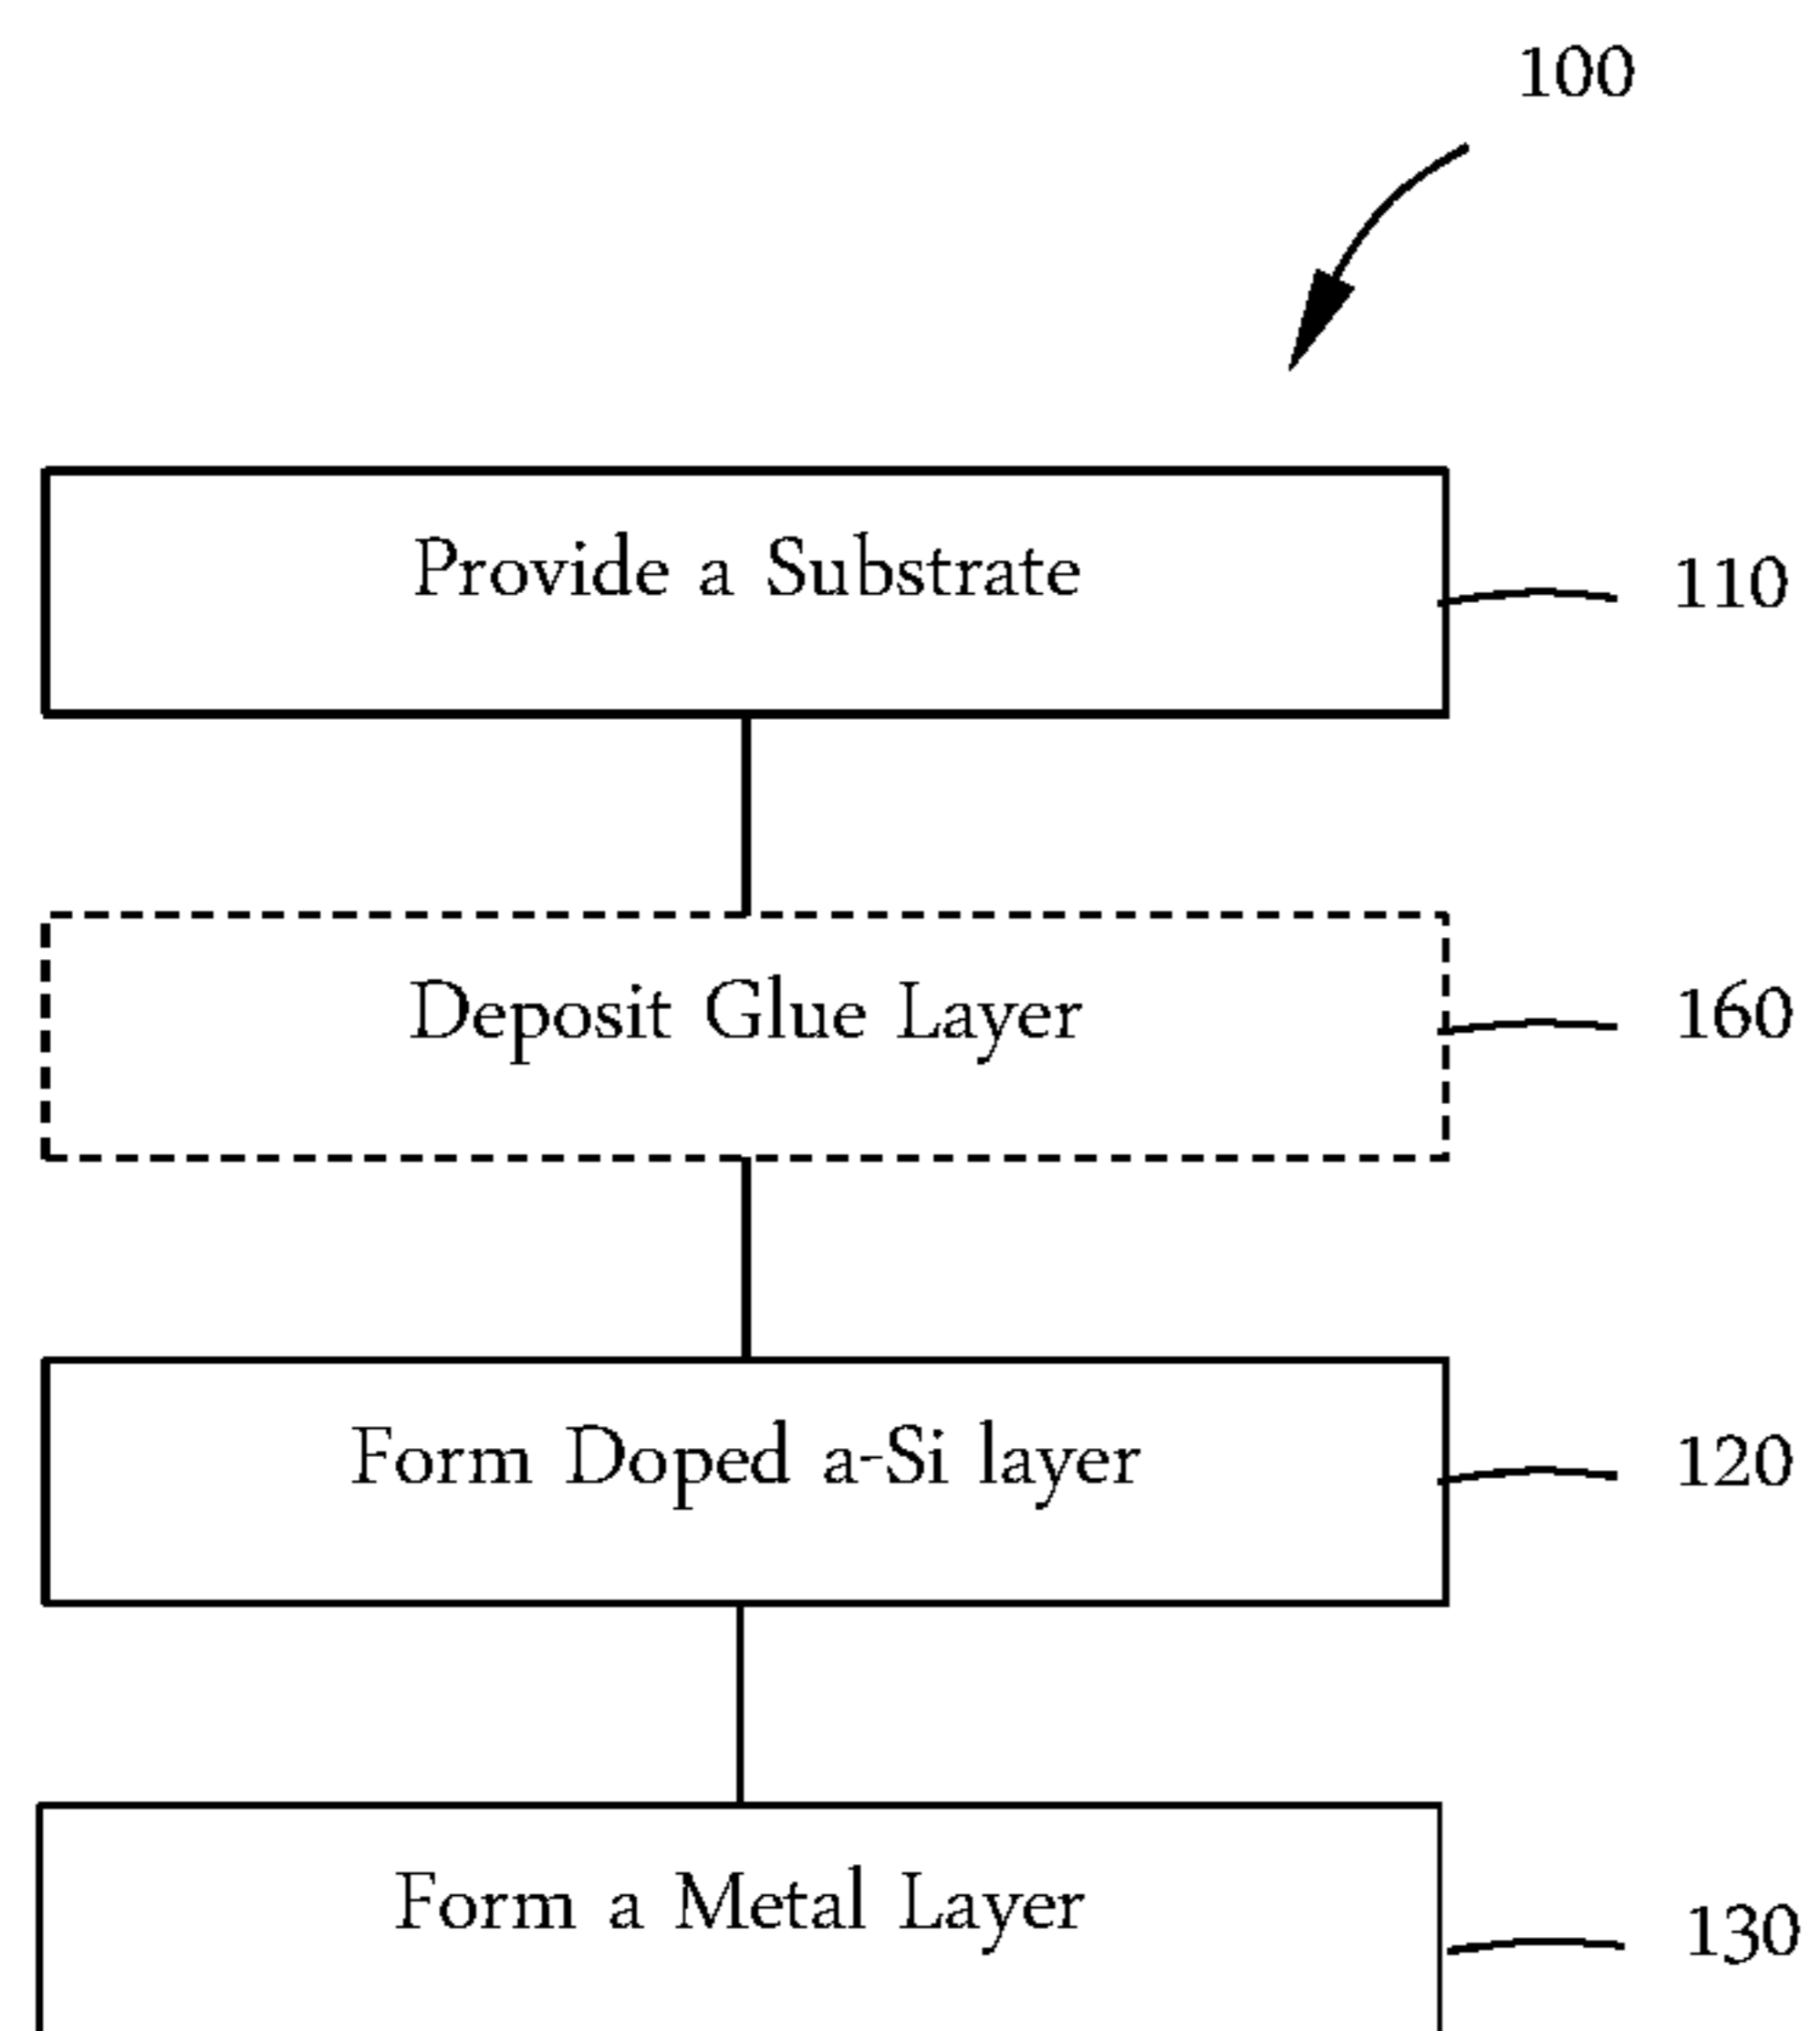 100
Provide a Substrate
110
Deposit Glue Layer
160
Form Doped a-Si layer
120
Form a Metal Layer
130